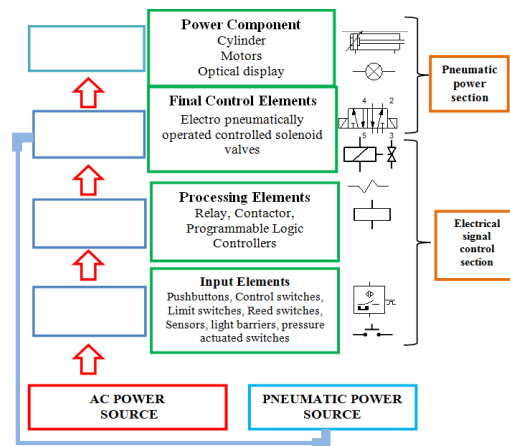 Power Component
Cylinder
Motors
Optical display
Pneumatic
power
section
Final Control Elements
Electro pneumatically
operated controlled solenoid
valves
4 2
5 3
Processing Elements
Relay, Contactor,
Programmable Logic
Controllers
Electrical
signal
control
section
Input Elements
Pushbuttons, Control switches,
Limit switches, Reed switches,
Sensors, light barriers, pressure
actuated switches
AC POWER
SOURCE
PNEUMATIC POWER
SOURCE